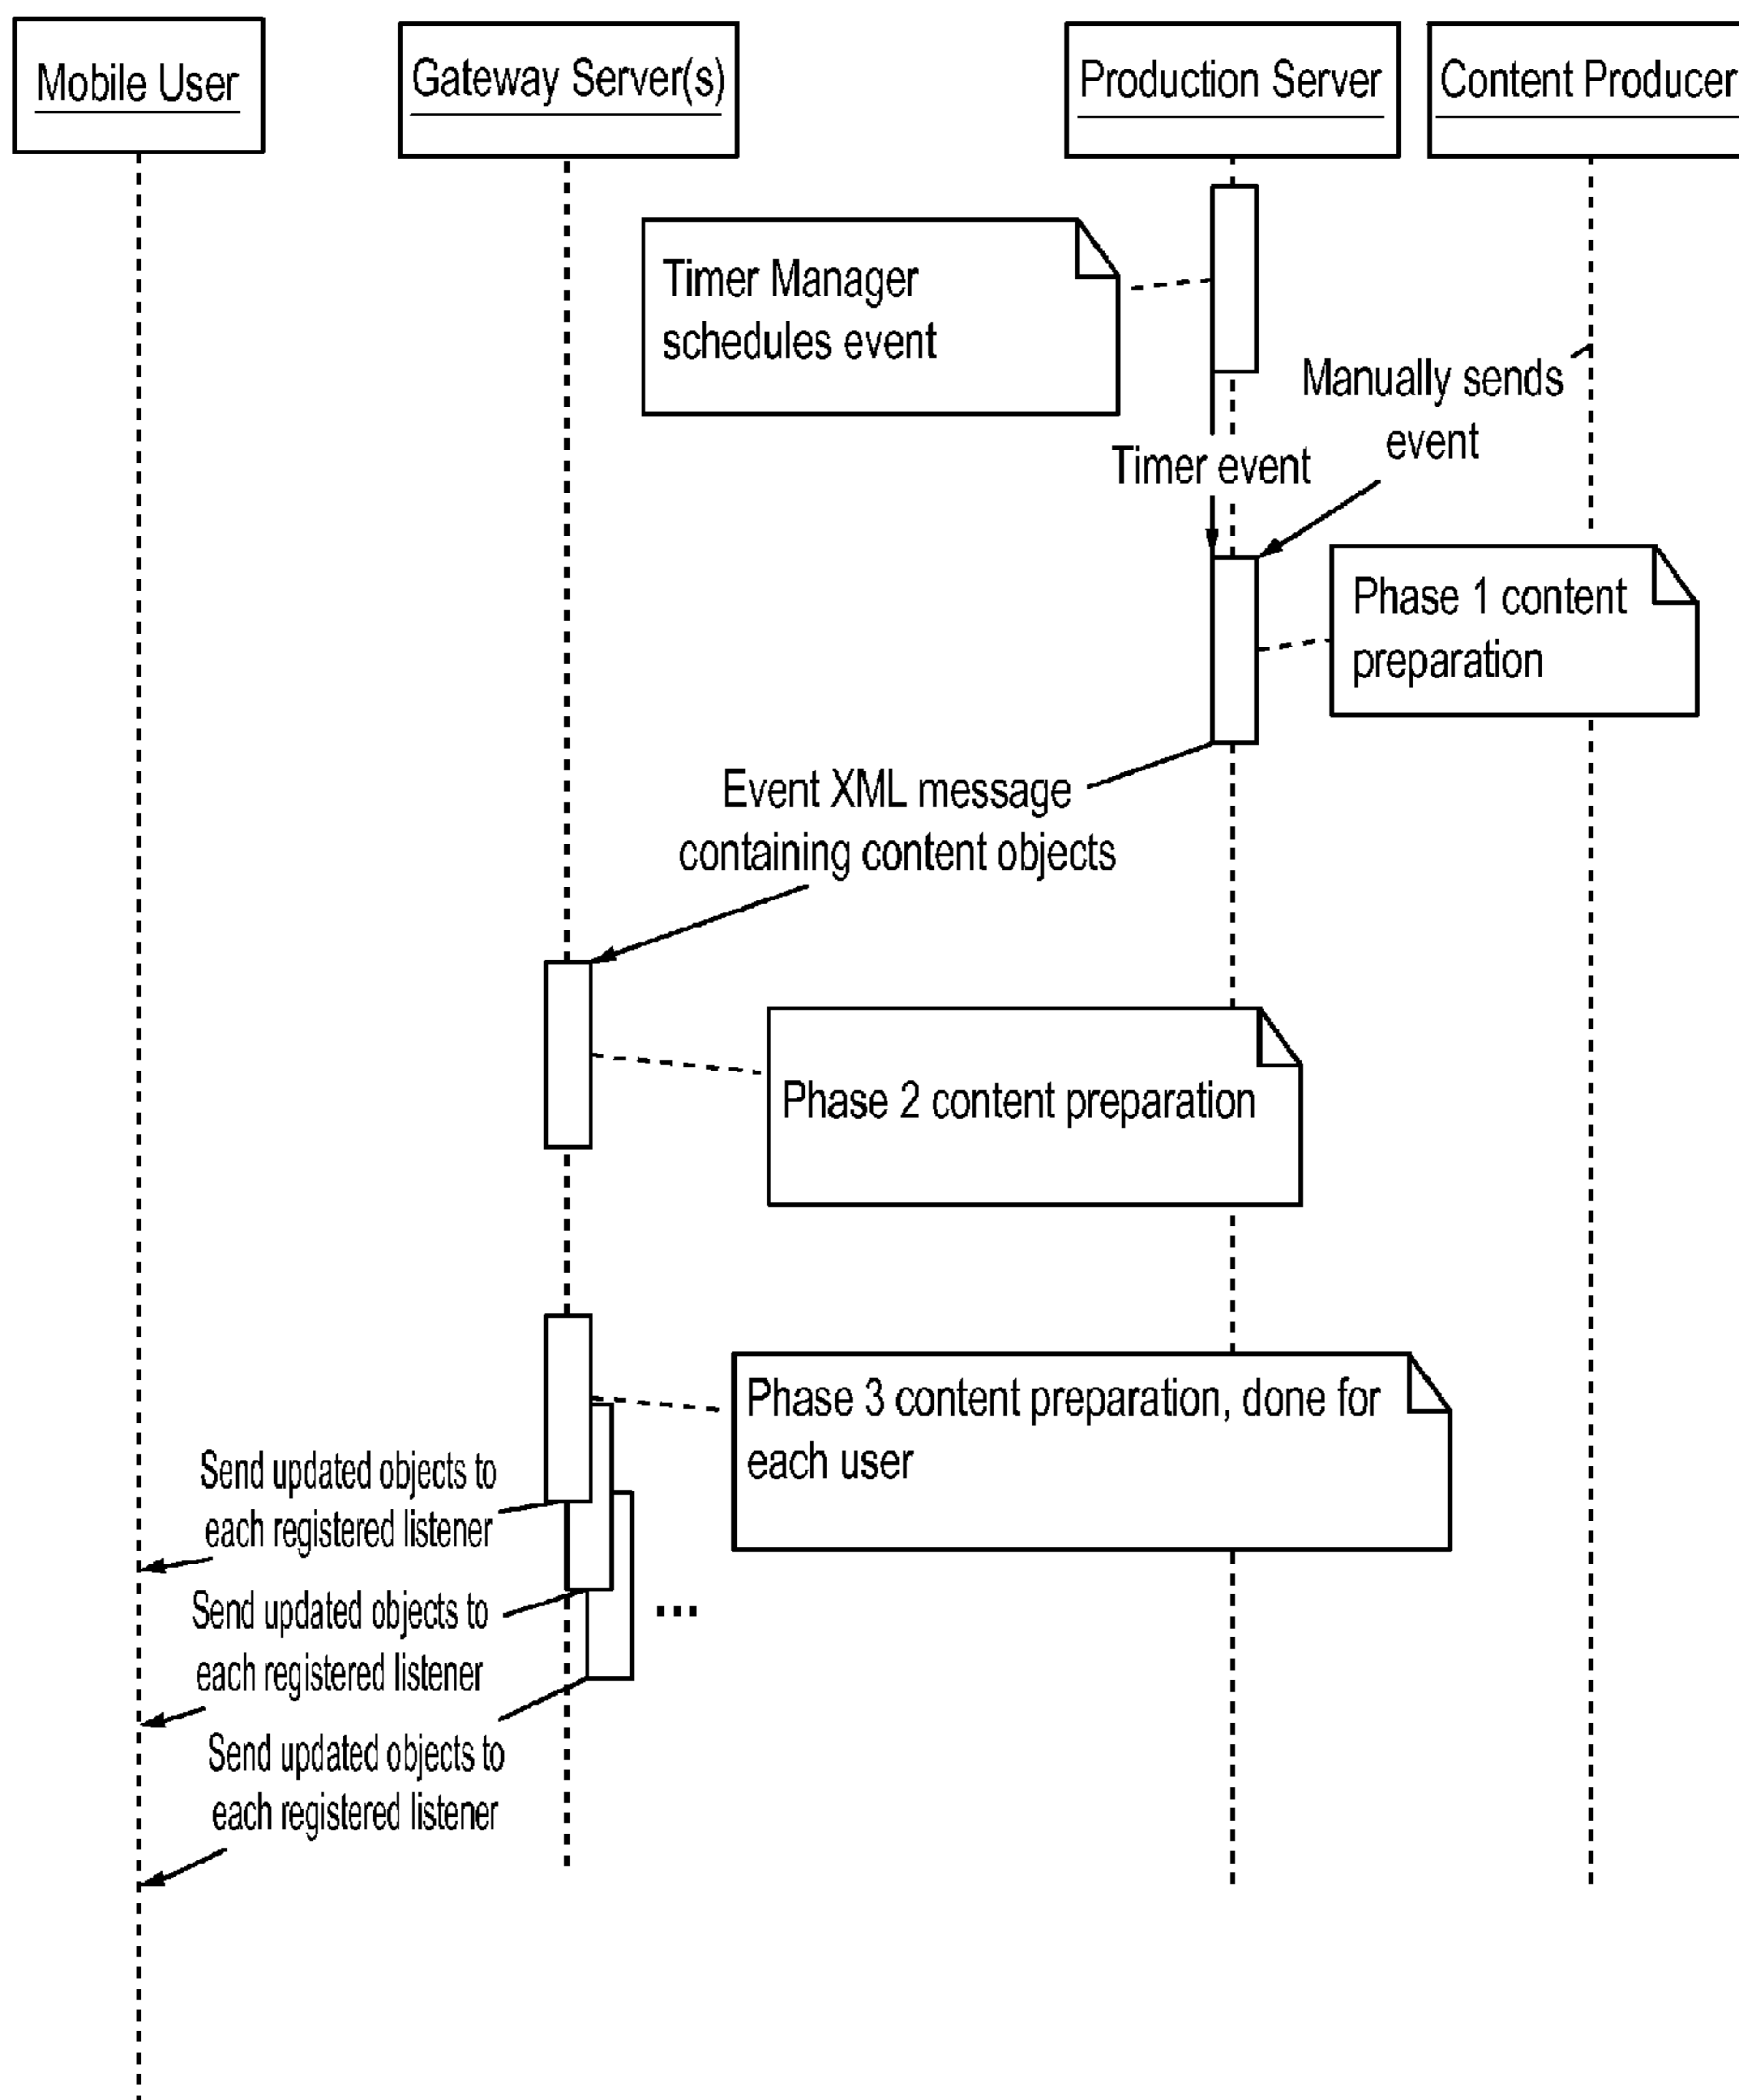 Mobile User
Gateway Server(s)
Production Server
Content Producer
Timer Manager
schedules event
Manually sends
event
Timer event
Phase 1 content
preparation
Event XML message
containing content objects
Phase 2 content preparation
Phase 3 content preparation, done for
each user
Send updated objects to
each registered listener
Send updated objects to
each registered listener
...
Send updated objects to
each registered listener